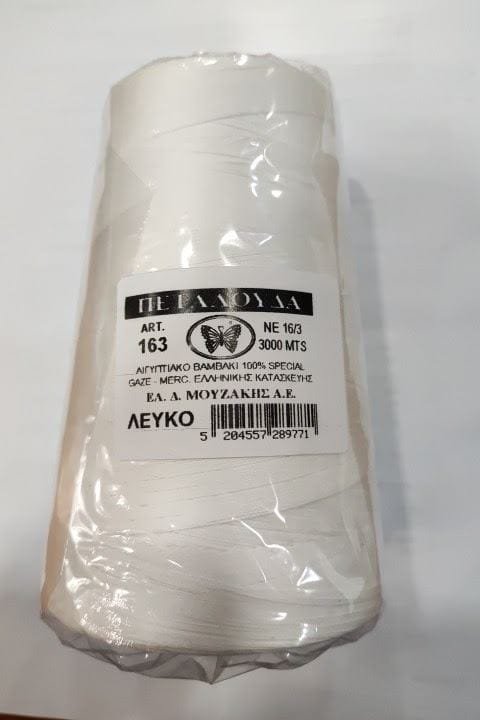 ΠΕΤΑΛΟΥΔΑ
ART. 163
NE 16/3
3000 MTS
ΑΙΓΥΠΤΙΑΚΟ ΒΑΜΒΑΚΙ 100% SPECIAL
GAZE - MERC. ΕΛΛΗΝΙΚΗΣ ΚΑΤΑΣΚΕΥΗΣ
ΕΛ. Δ. ΜΟΥΖΑΚΗΣ Α.Ε.
ΛΕΥΚΟ
5 204557 289771